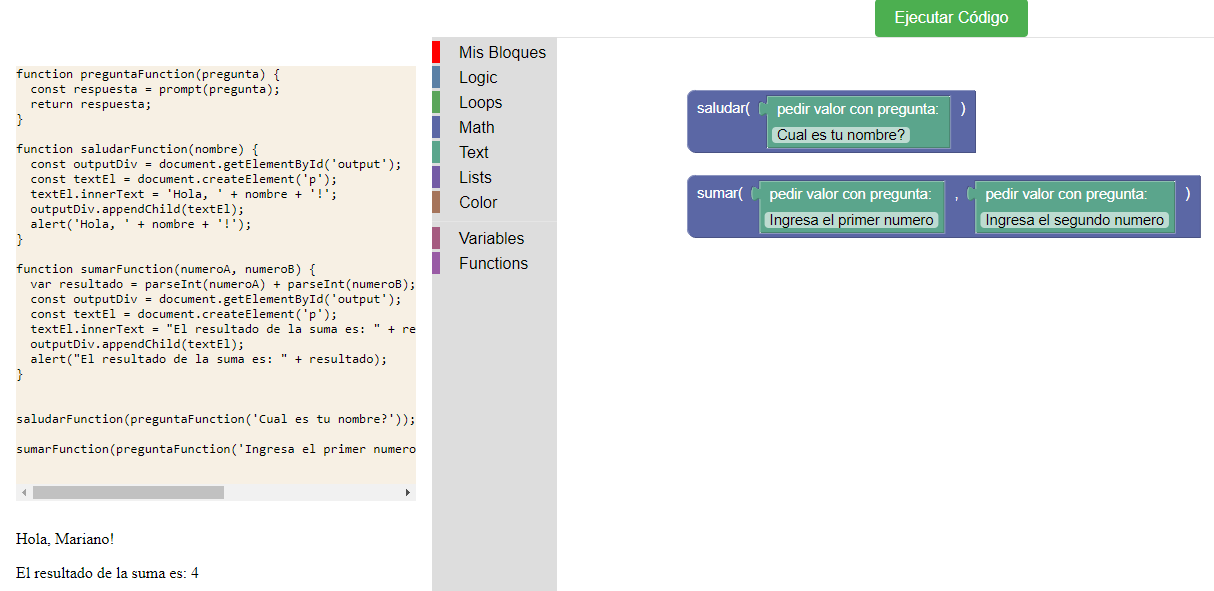 Ejecutar Código
function preguntaFunction(pregunta) {
  const respuesta = prompt(pregunta);
  return respuesta;
}
function saludarFunction(nombre) {
  const outputDiv = document.getElementById('output');
  const textEl = document.createElement('p');
  textEl.innerText = 'Hola, ' + nombre + '!';
  outputDiv.appendChild(textEl);
  alert('Hola, ' + nombre + '!');
}
function sumarFunction(numeroA, numeroB) {
  var resultado = parseInt(numeroA) + parseInt(numeroB);
  const outputDiv = document.getElementById('output');
  const textEl = document.createElement('p');
  textEl.innerText = "El resultado de la suma es: " + re
  outputDiv.appendChild(textEl);
  alert("El resultado de la suma es: " + resultado);
}
saludarFunction(preguntaFunction('Cual es tu nombre?'));
sumarFunction(preguntaFunction('Ingresa el primer numero
Hola, Mariano!
El resultado de la suma es: 4
Mis Bloques
Logic
Loops
Math
Text
Lists
Color
Variables
Functions
saludar( pedir valor con pregunta: )
Cual es tu nombre?
sumar( pedir valor con pregunta: , pedir valor con pregunta: )
Ingresa el primer numero Ingresa el segundo numero